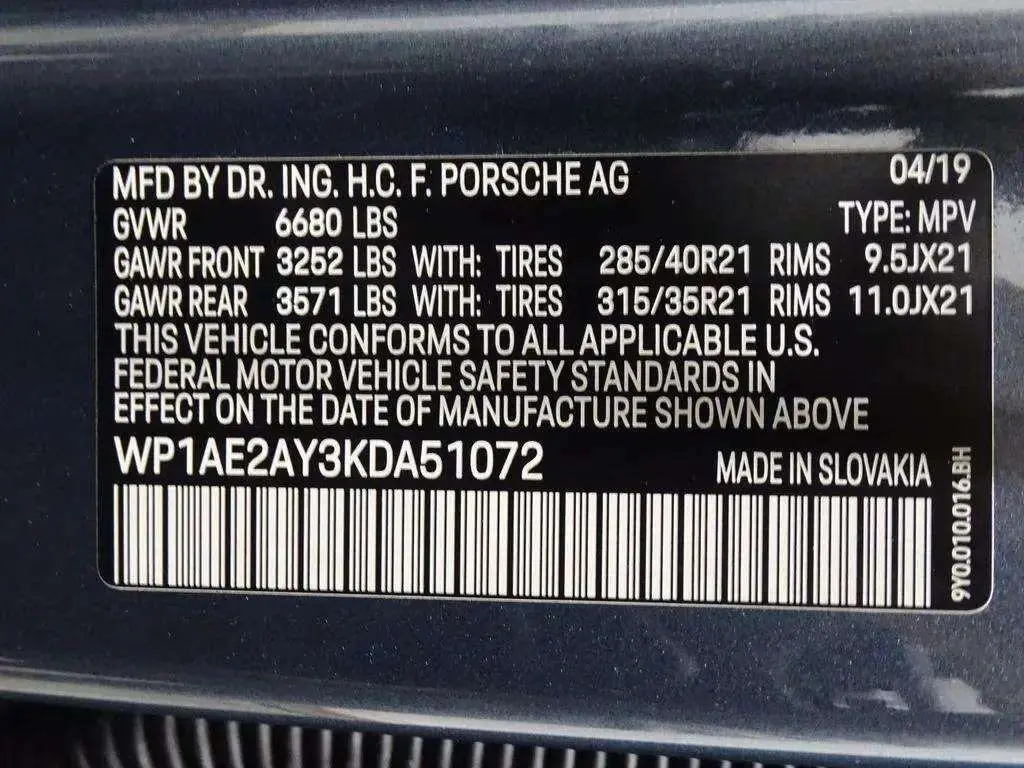 MFD BY DR. ING. H.C. F. PORSCHE AG 04/19
GVWR 6680 LBS TYPE: MPV
GAWR FRONT 3252 LBS WITH: TIRES 285/40R21 RIMS 9.5JX21
GAWR REAR 3571 LBS WITH: TIRES 315/35R21 RIMS 11.0JX21
THIS VEHICLE CONFORMS TO ALL APPLICABLE U.S.
FEDERAL MOTOR VEHICLE SAFETY STANDARDS IN
EFFECT ON THE DATE OF MANUFACTURE SHOWN ABOVE
WP1AE2AY3KDA51072 MADE IN SLOVAKIA
9Y0.010.016.BH